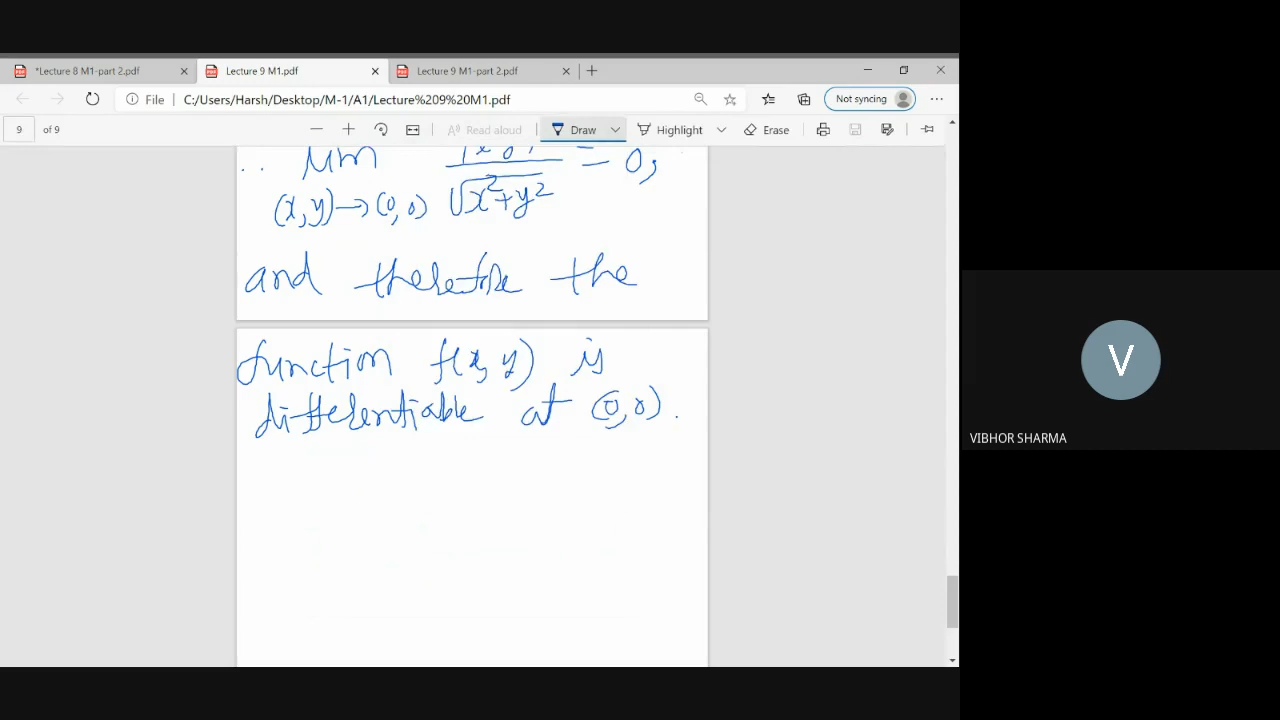 *Lecture 8 M1-part 2.pdf
Lecture 9 M1.pdf
Lecture 9 M1-part 2.pdf
File
C:/Users/Harsh/Desktop/M-1/A1/Lecture%209%20M1.pdf
Not syncing
9 of 9
Read aloud
Draw
Highlight
Erase
lim = 0,
(x,y)→(0,0) √x²+y²
and therefore the
function f(x,y) is
differentiable at (0,0).
V
VIBHOR SHARMA